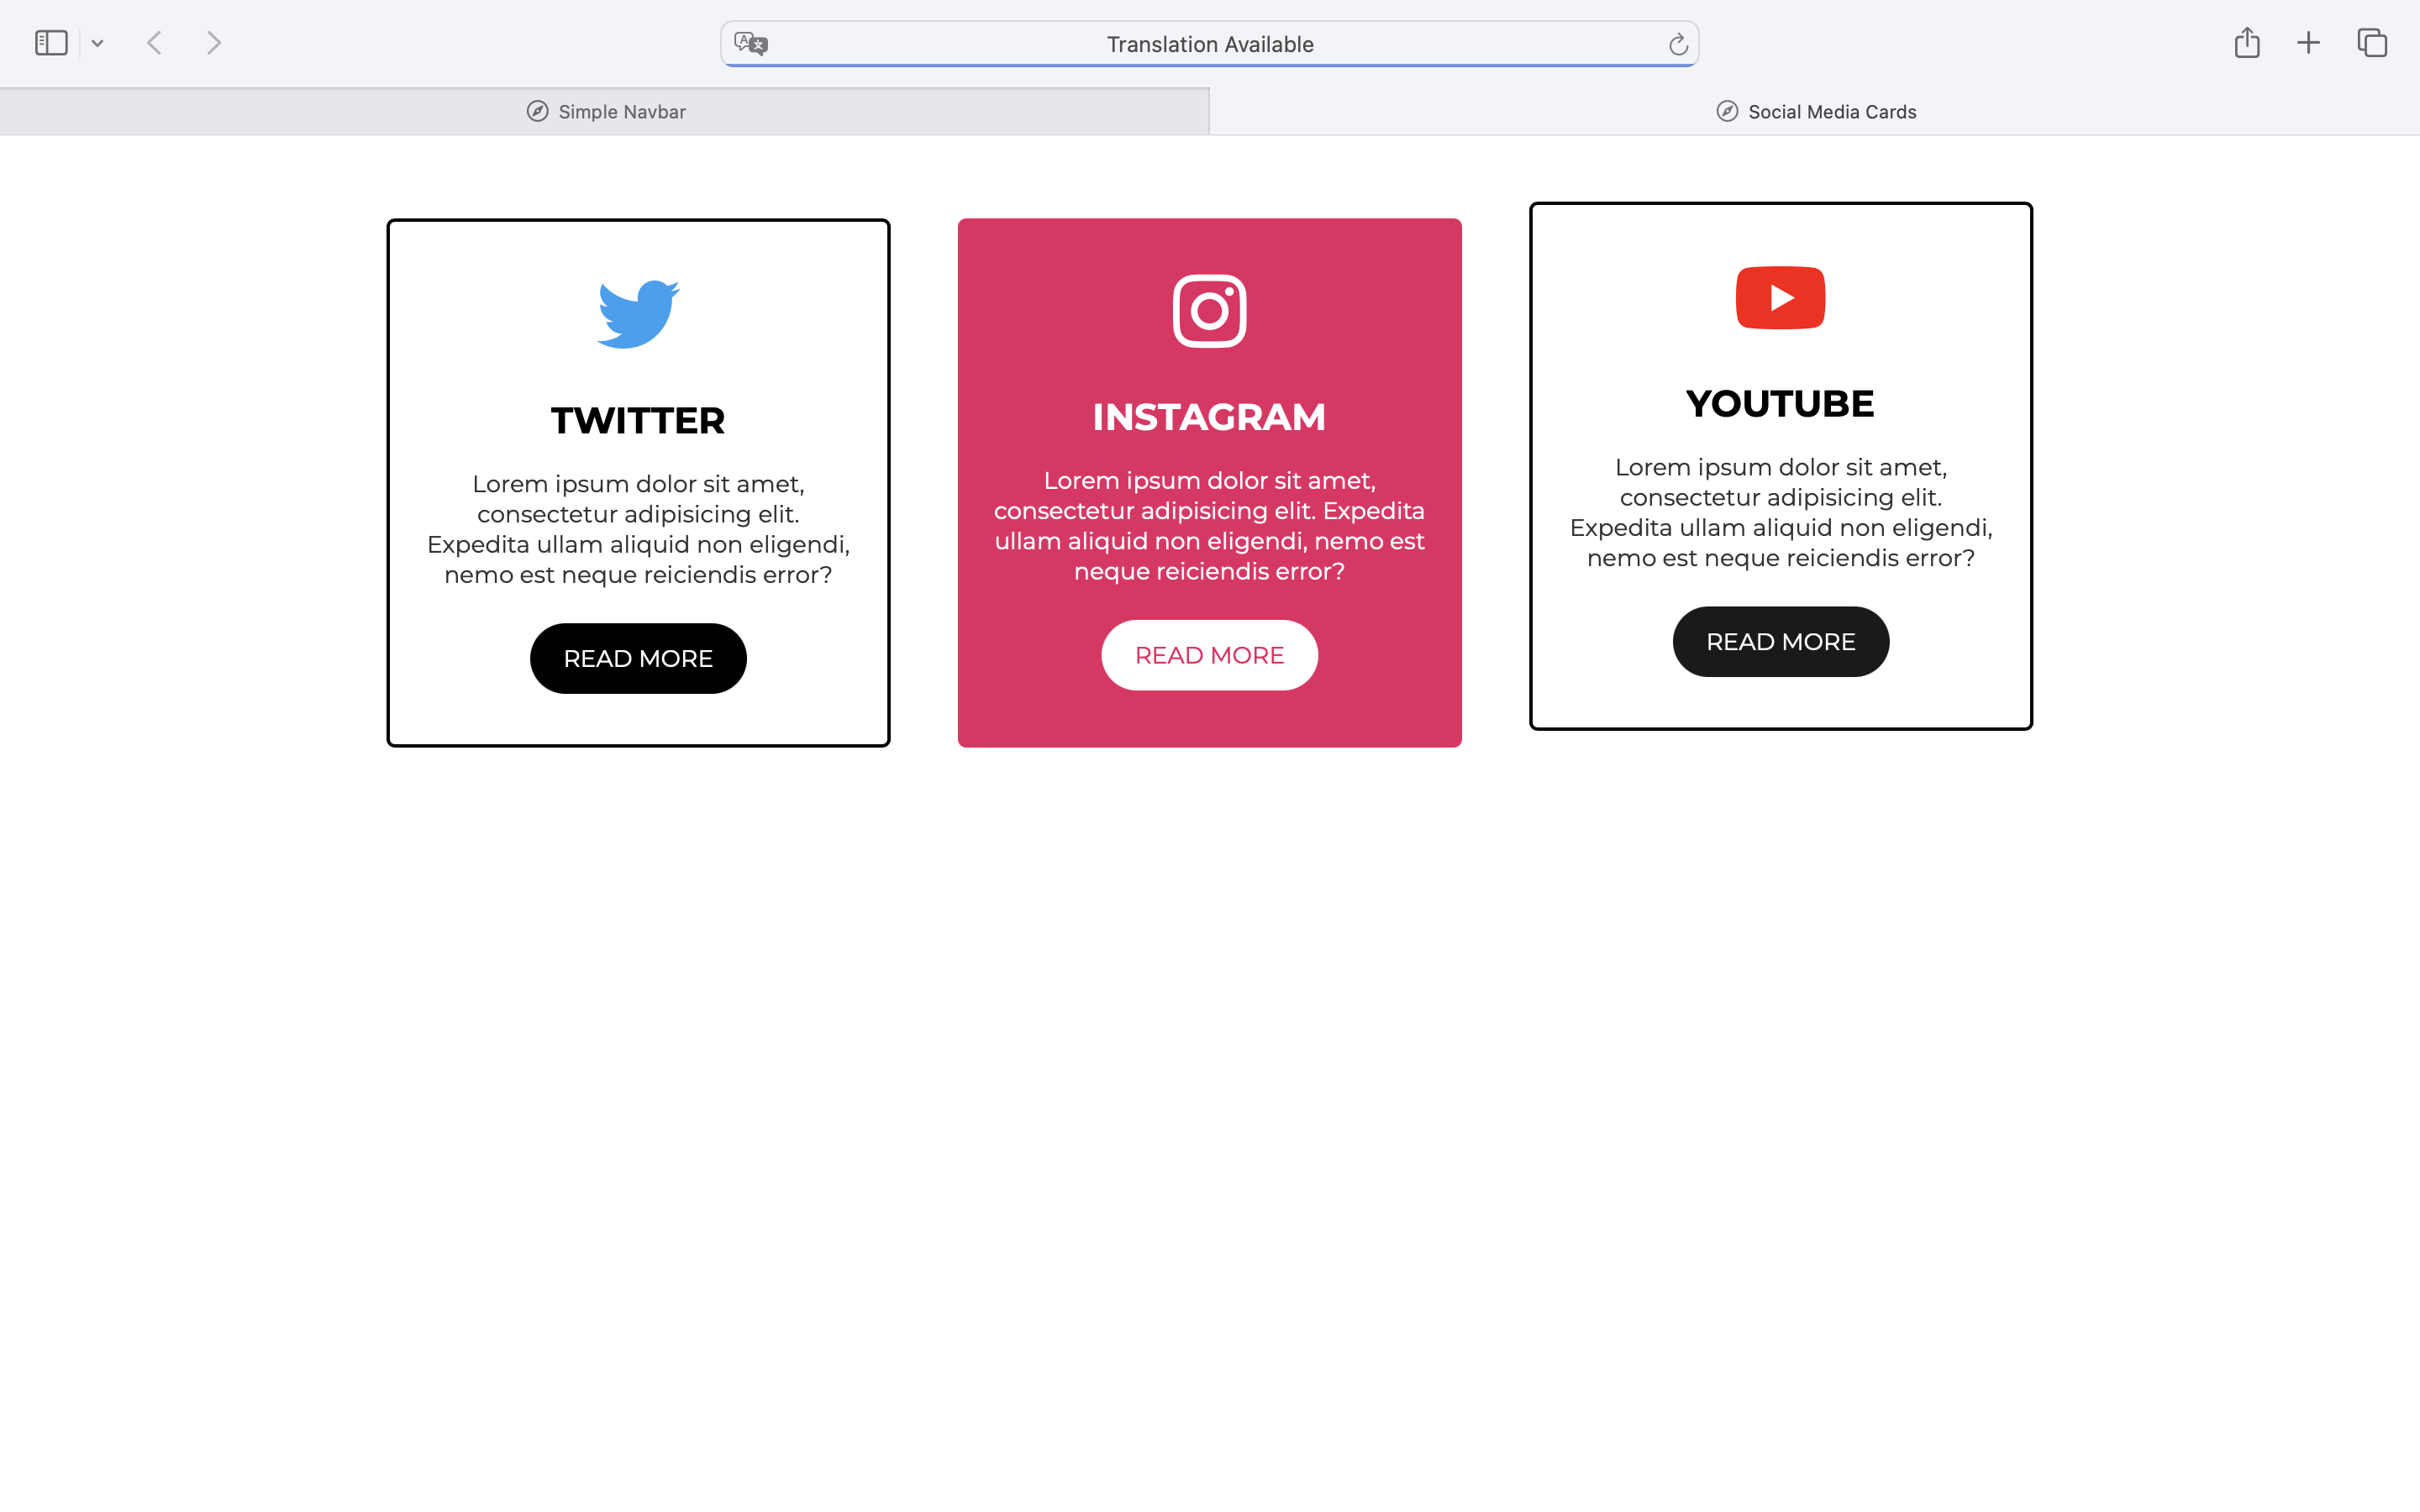 Translation Available
Simple Navbar
Social Media Cards
TWITTER
Lorem ipsum dolor sit amet,
consectetur adipisicing elit.
Expedita ullam aliquid non eligendi,
nemo est neque reiciendis error?
READ MORE
INSTAGRAM
Lorem ipsum dolor sit amet,
consectetur adipisicing elit. Expedita
ullam aliquid non eligendi, nemo est
neque reiciendis error?
READ MORE
YOUTUBE
Lorem ipsum dolor sit amet,
consectetur adipisicing elit.
Expedita ullam aliquid non eligendi,
nemo est neque reiciendis error?
READ MORE